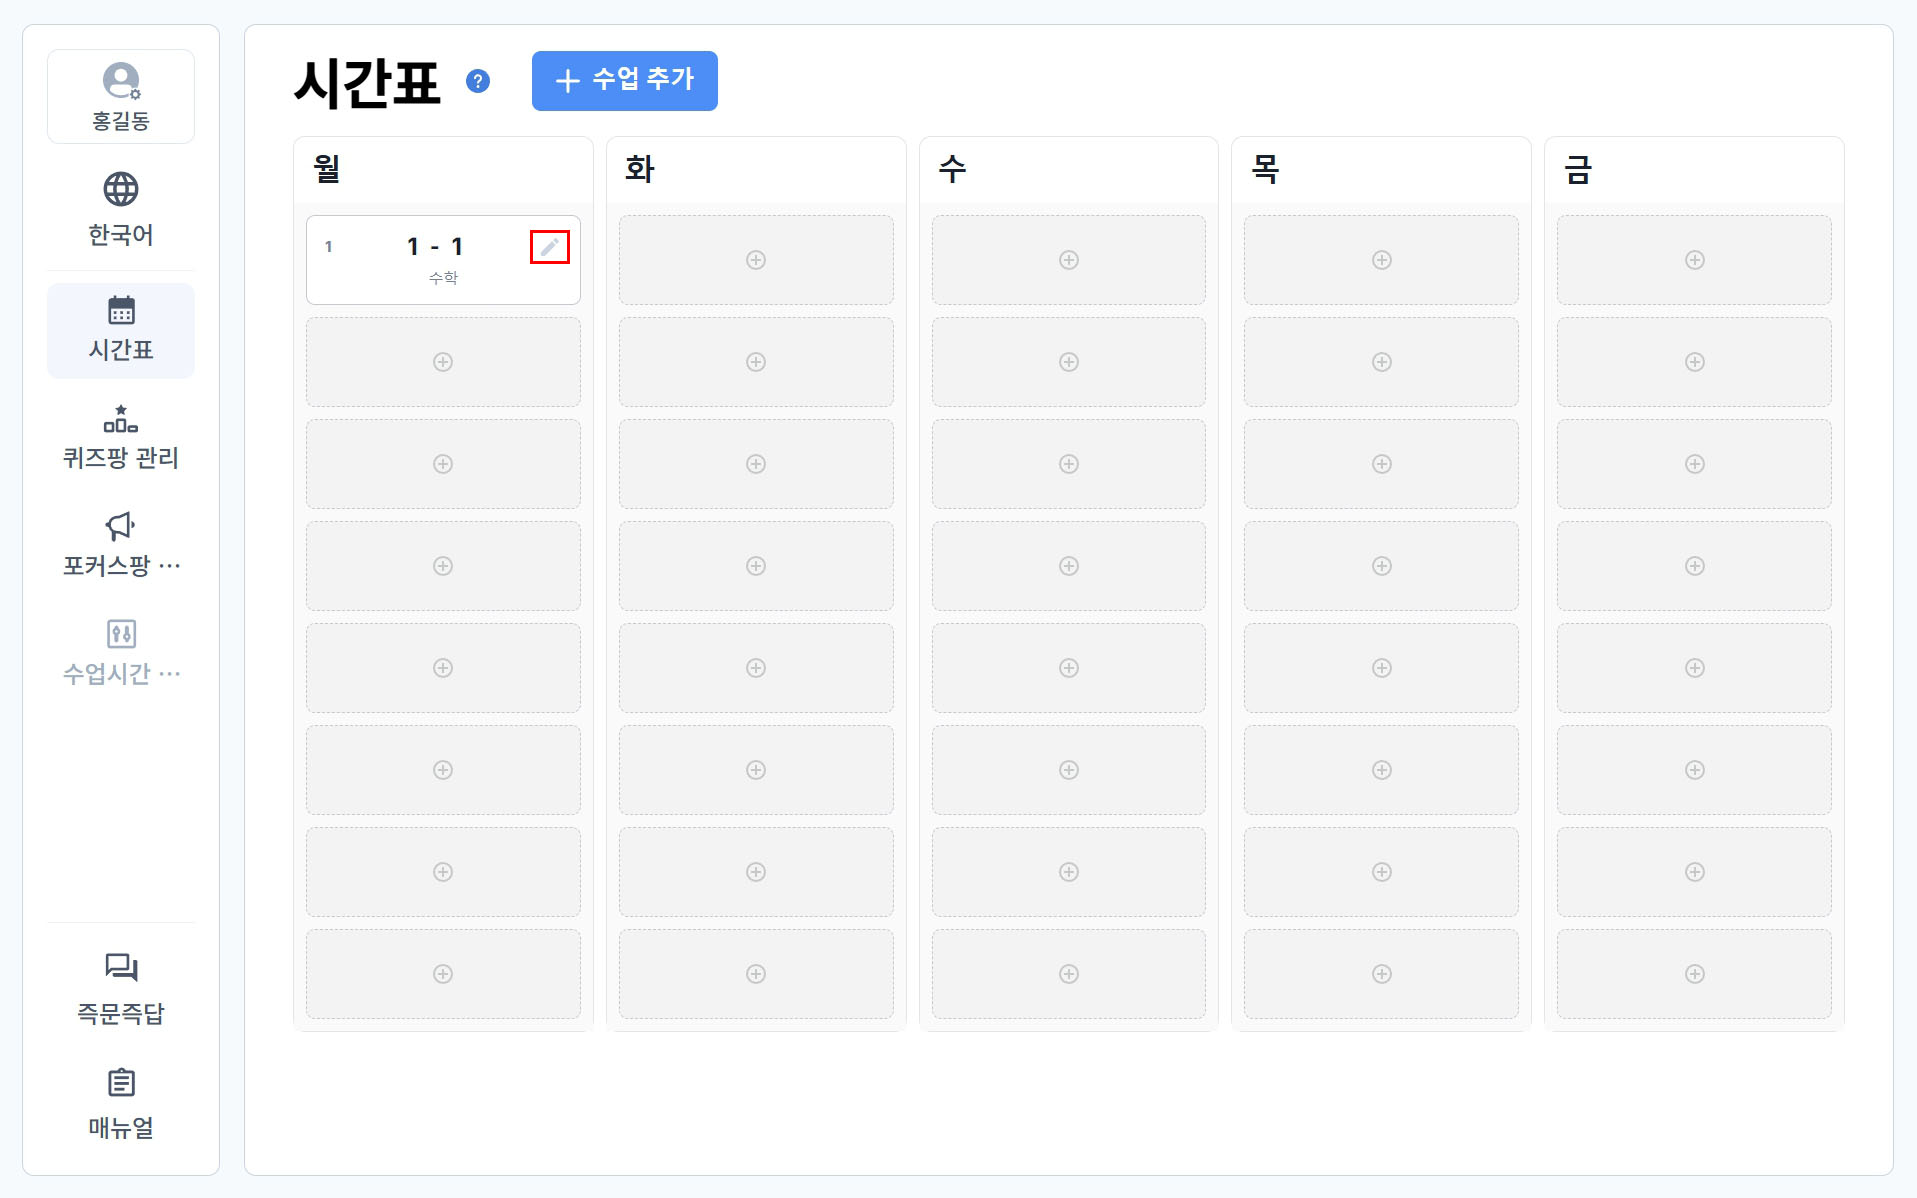 홍길동
한국어
시간표
퀴즈팡 관리
포커스팡 ···
수업시간 ···
즉문즉답
매뉴얼
시간표 ? 수업 추가
월 화 수 목 금
1 1 - 1
수학